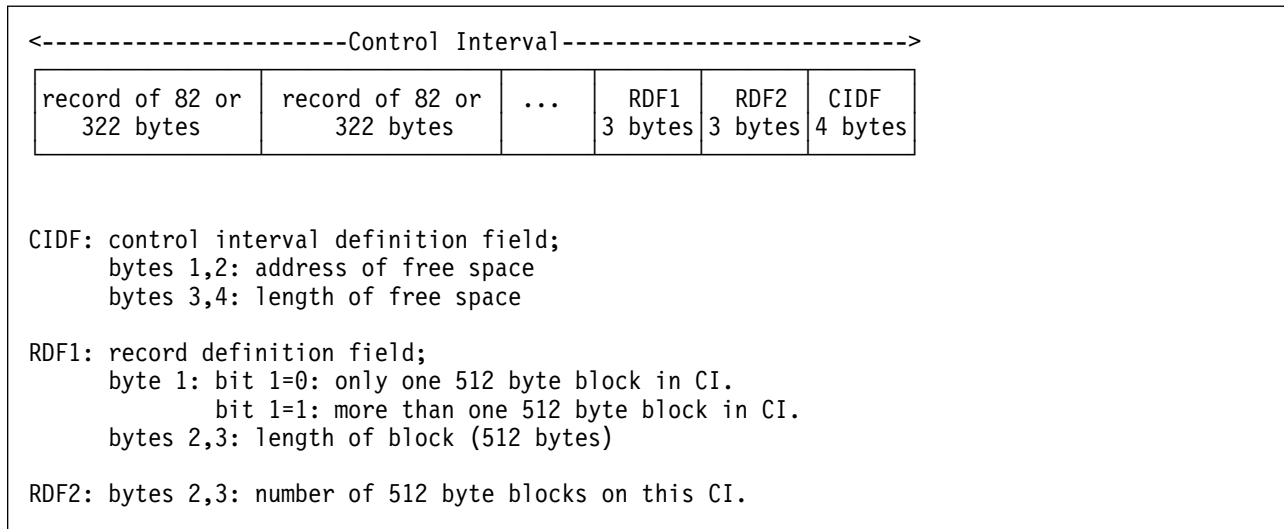 <-----------------------Control Interval-------------------------->
record of 82 or record of 82 or ... RDF1 RDF2 CIDF
322 bytes 322 bytes 3 bytes 3 bytes 4 bytes
CIDF: control interval definition field;
bytes 1,2: address of free space
bytes 3,4: length of free space
RDF1: record definition field;
byte 1: bit 1=0: only one 512 byte block in CI.
bit 1=1: more than one 512 byte block in CI.
bytes 2,3: length of block (512 bytes)
RDF2: bytes 2,3: number of 512 byte blocks on this CI.